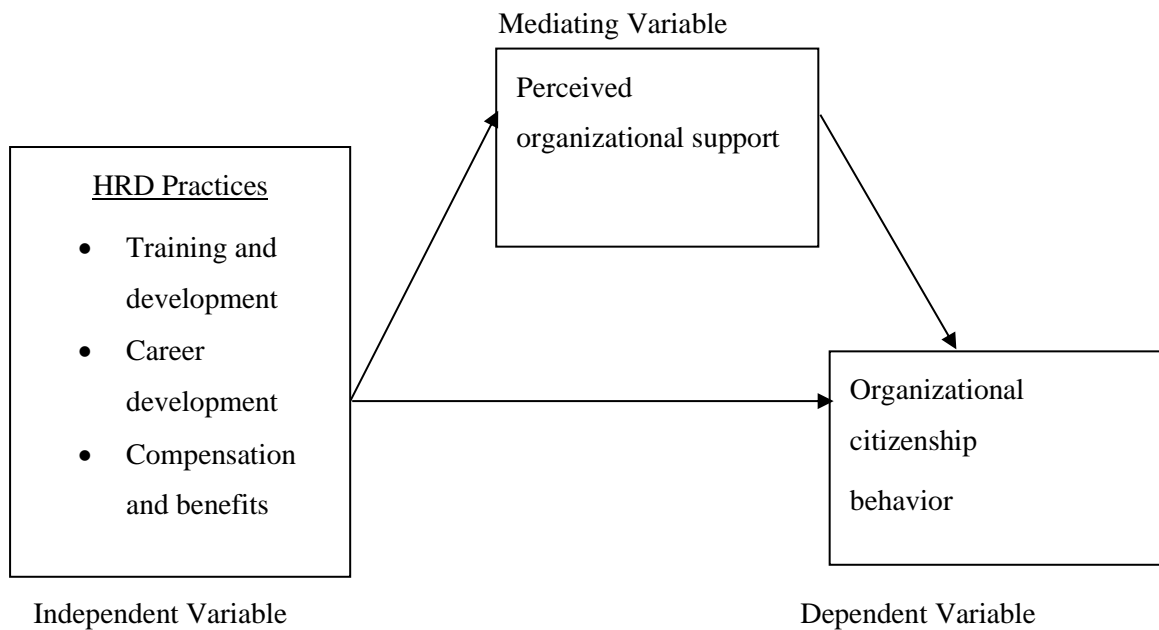 Mediating Variable
Perceived
organizational support
HRD Practices
• Training and
development
• Career
development
• Compensation
and benefits
Organizational
citizenship
behavior
Independent Variable
Dependent Variable